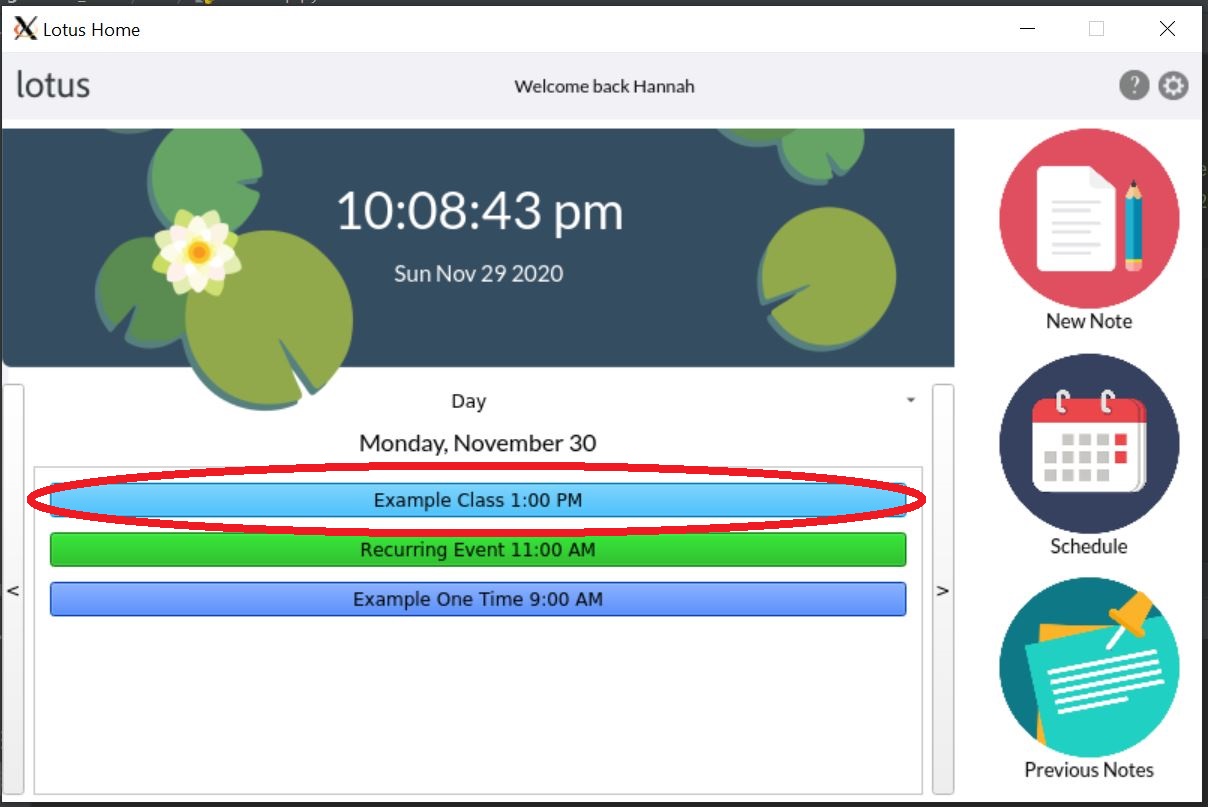 Lotus Home
lotus
Welcome back Hannah
?
10:08:43 pm
Sun Nov 29 2020
New Note
Day
Monday, November 30
Example Class 1:00 PM
Recurring Event 11:00 AM
Example One Time 9:00 AM
<
>
Schedule
Previous Notes